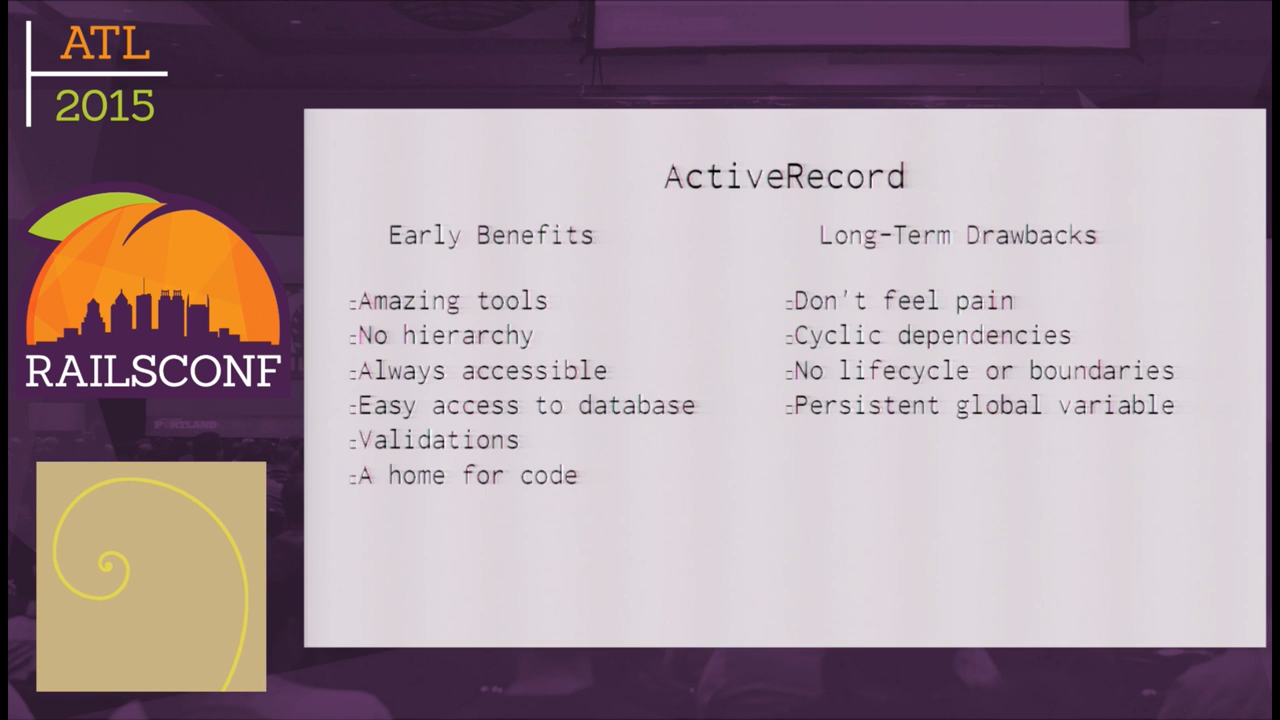 ATL
2015
RAILSCONF
PORTLAND
ActiveRecord
Early Benefits
Amazing tools
No hierarchy
Always accessible
Easy access to database
Validations
A home for code
Long-Term Drawbacks
Don't feel pain
Cyclic dependencies
No lifecycle or boundaries
Persistent global variable